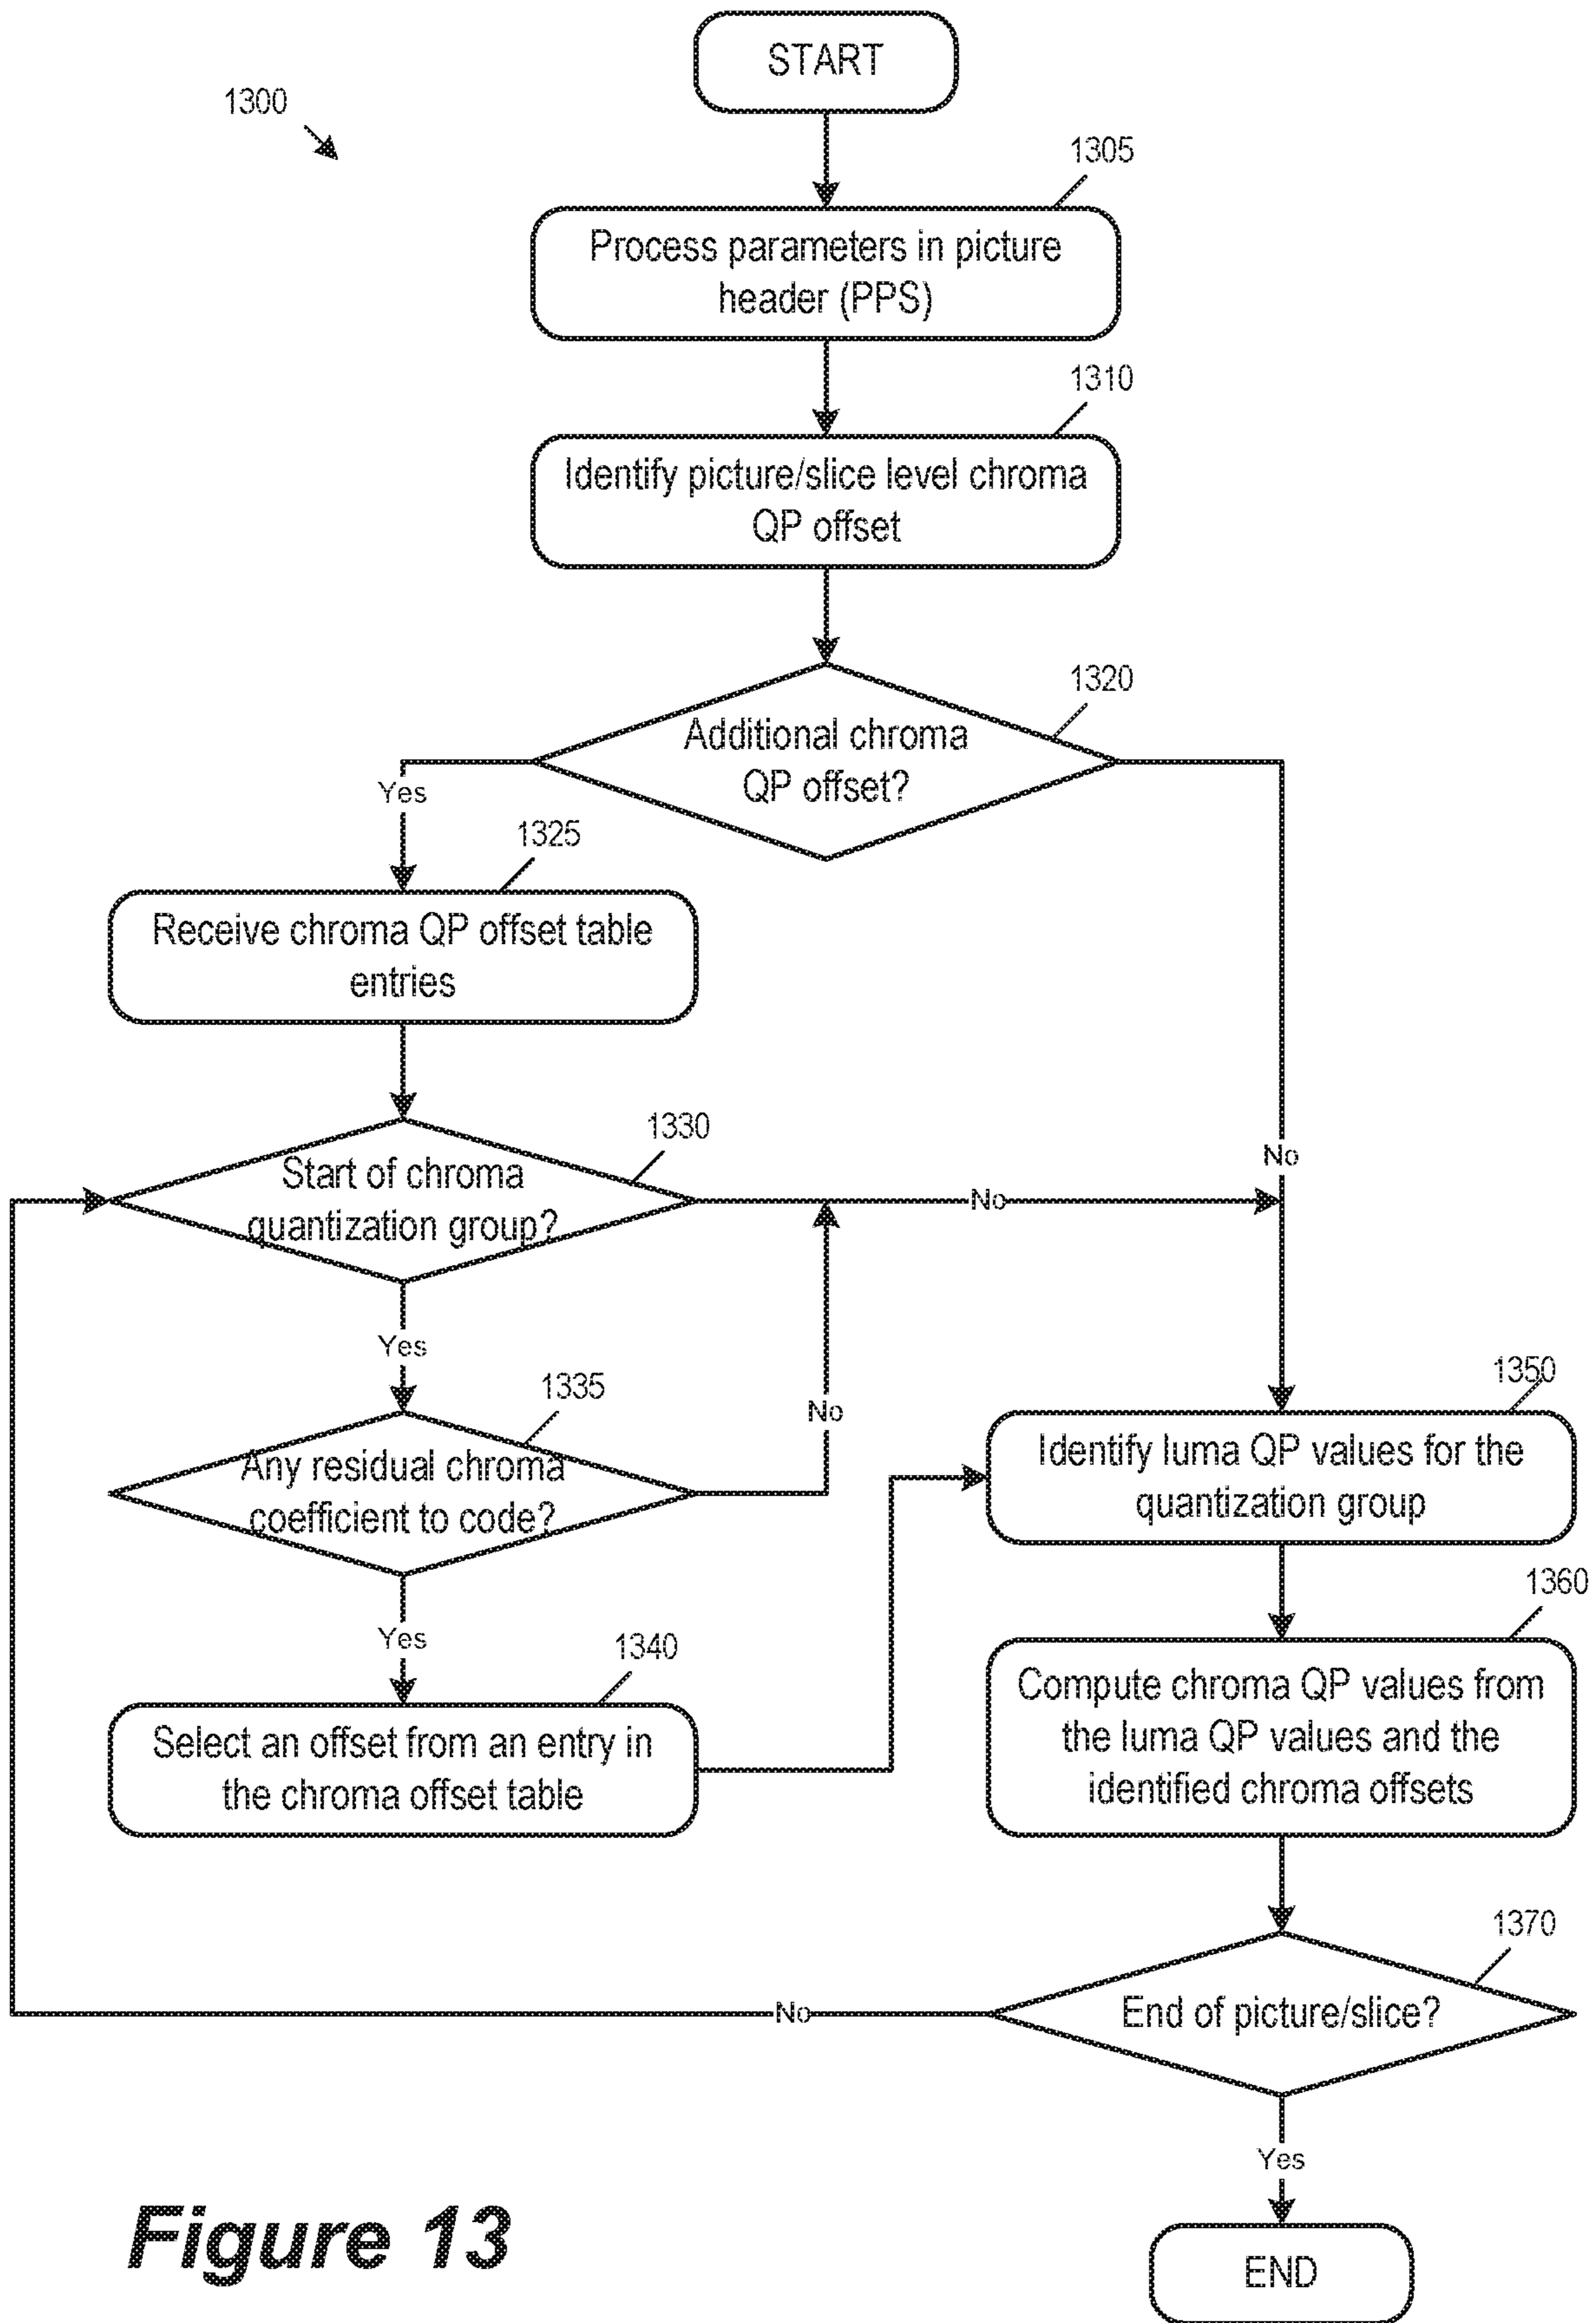 START
1300
1305
Process parameters in picture
header (PPS)
1310
Identify picture/slice level chroma
QP offset
1320
Additional chroma
QP offset?
Yes
1325
Receive chroma QP offset table
entries
1330
No
Start of chroma
quantization group?
No
Yes
1335
1350
No
Any residual chroma
coefficient to code?
Identify luma QP values for the
quantization group
1360
Yes
1340
Select an offset from an entry in
the chroma offset table
Compute chroma QP values from
the luma QP values and the
identified chroma offsets
1370
No
End of picture/slice?
Yes
Figure 13
END